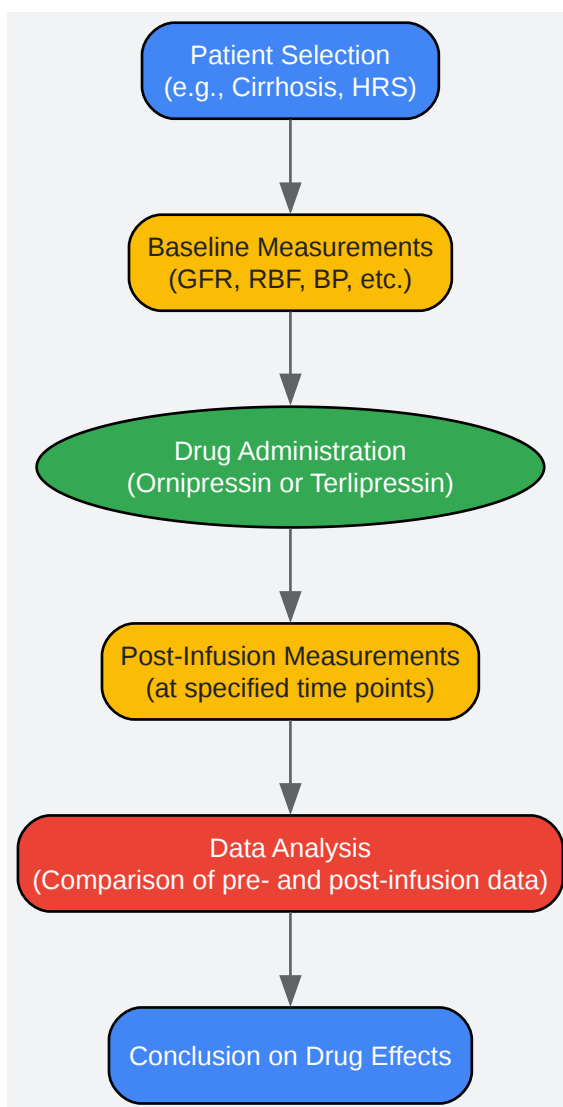 Patient Selection
(e.g., Cirrhosis, HRS)
Baseline Measurements
(GFR, RBF, BP, etc.)
Drug Administration
(Ornipressin or Terlipressin)
Post-Infusion Measurements
(at specified time points)
Data Analysis
(Comparison of pre- and post-infusion data)
Conclusion on Drug Effects